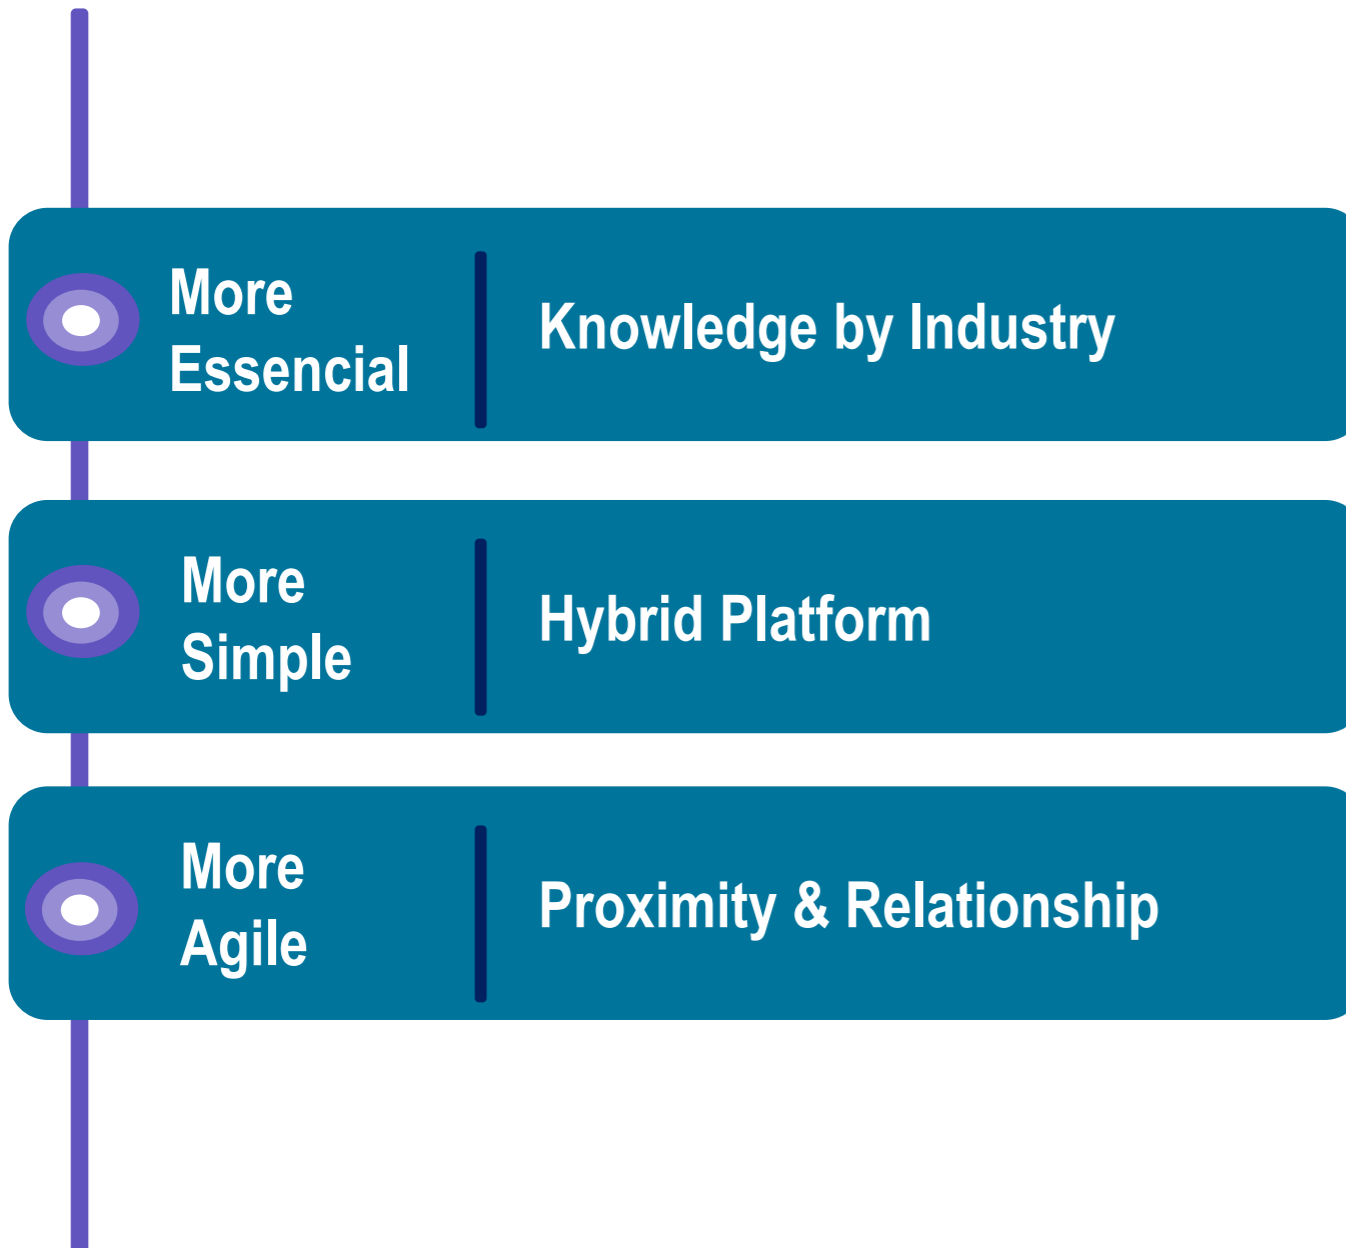 More
Essencial
Knowledge by Industry
More
Simple
Hybrid Platform
More
Agile
Proximity & Relationship